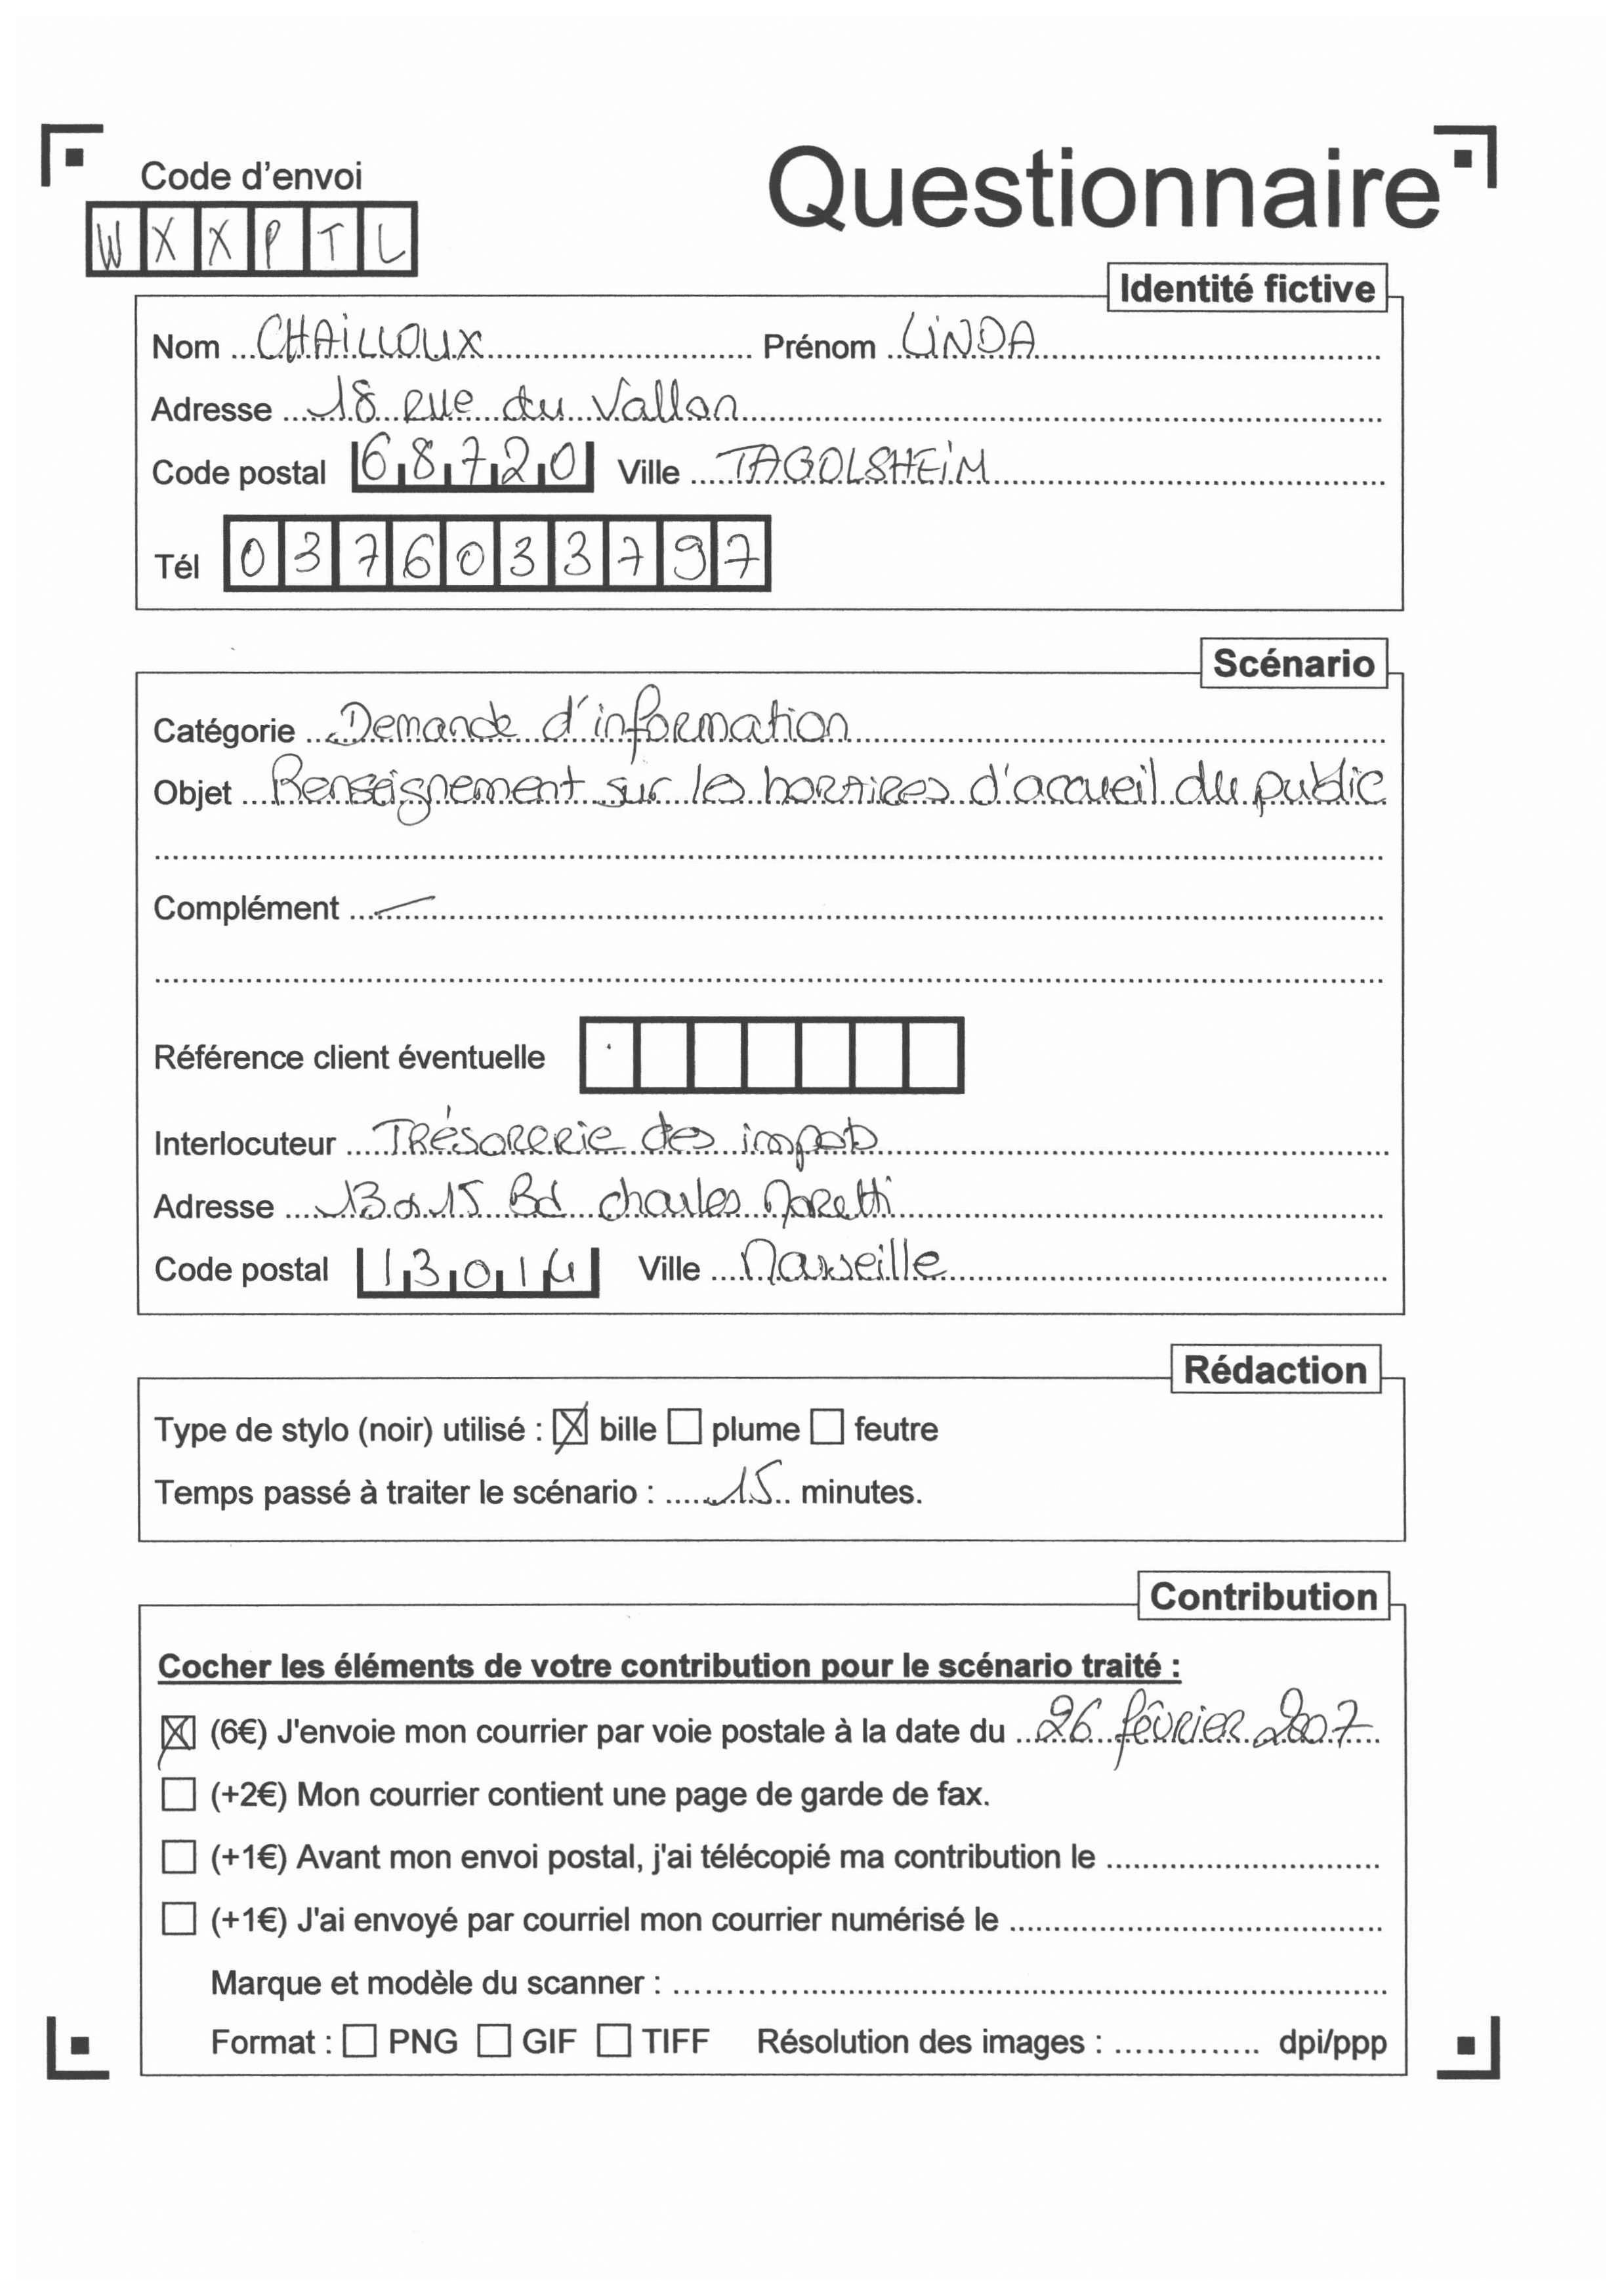 Code d'envoi
Questionnaire
W X X P T L
Identité fictive
Nom CHAILLOUX Prénom LINDA
Adresse 18 rue du Vallon
Code postal 68720 Ville TAGOLSHEIM
Tél 0376033797
Scénario
Catégorie Demande d'information
Objet Renseignement sur les horaires d'accueil du public
Complément
Référence client éventuelle
Interlocuteur Trésorerie des impots
Adresse 13 à 15 Bd charles Moretti
Code postal 13014 Ville Marseille
Rédaction
Type de stylo (noir) utilisé : bille plume feutre
Temps passé à traiter le scénario : 15 minutes.
Contribution
Cocher les éléments de votre contribution pour le scénario traité :
(6€) J'envoie mon courrier par voie postale à la date du 26 février 2007
(+2€) Mon courrier contient une page de garde de fax.
(+1€) Avant mon envoi postal, j'ai télécopié ma contribution le
(+1€) J'ai envoyé par courriel mon courrier numérisé le
Marque et modèle du scanner :
Format : PNG GIF TIFF Résolution des images : dpi/ppp